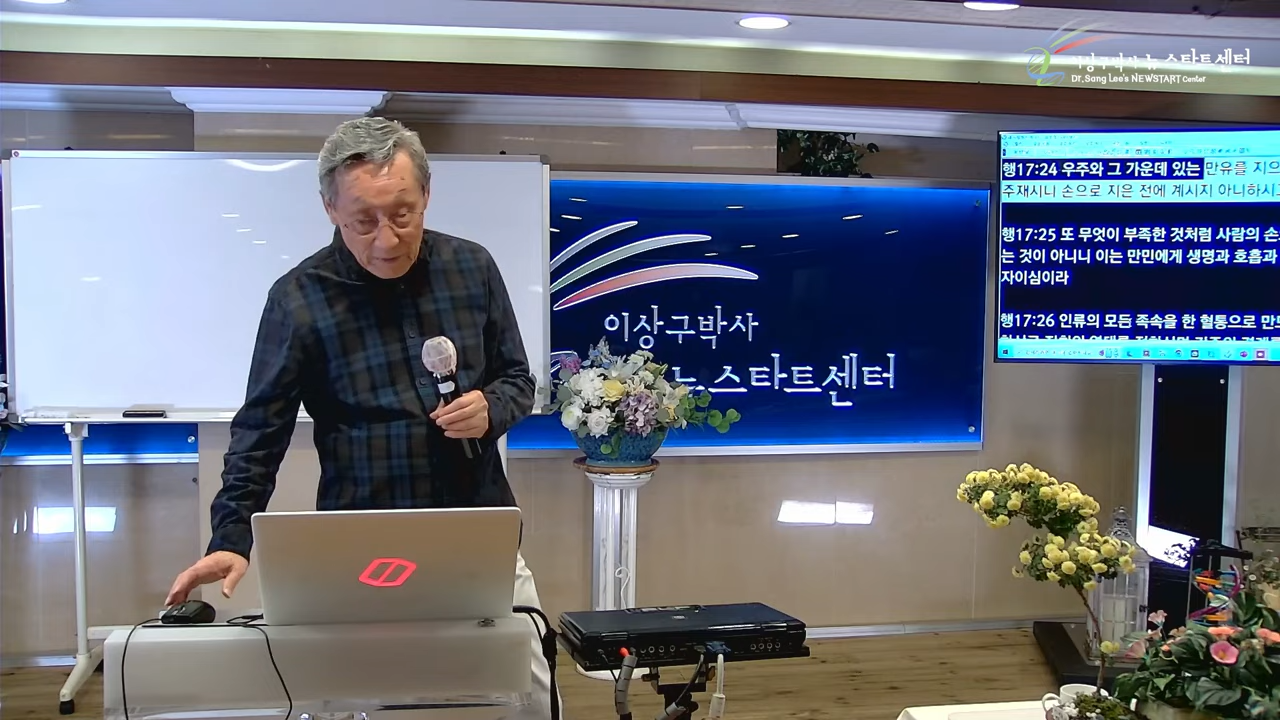 이상구박사 뉴스타트센터
Dr. Sang Lee's NEWSTART Center
행17:24 우주와 그 가운데 있는 만유를 지으
주재시니 손으로 지은 전에 계시지 아니하시
행17:25 또 무엇이 부족한 것처럼 사람의 손
는 것이 아니니 이는 만민에게 생명과 호흡과
자이심이라
행17:26 인류의 모든 족속을 한 혈통으로 만
이상구박사
뉴스타트센터